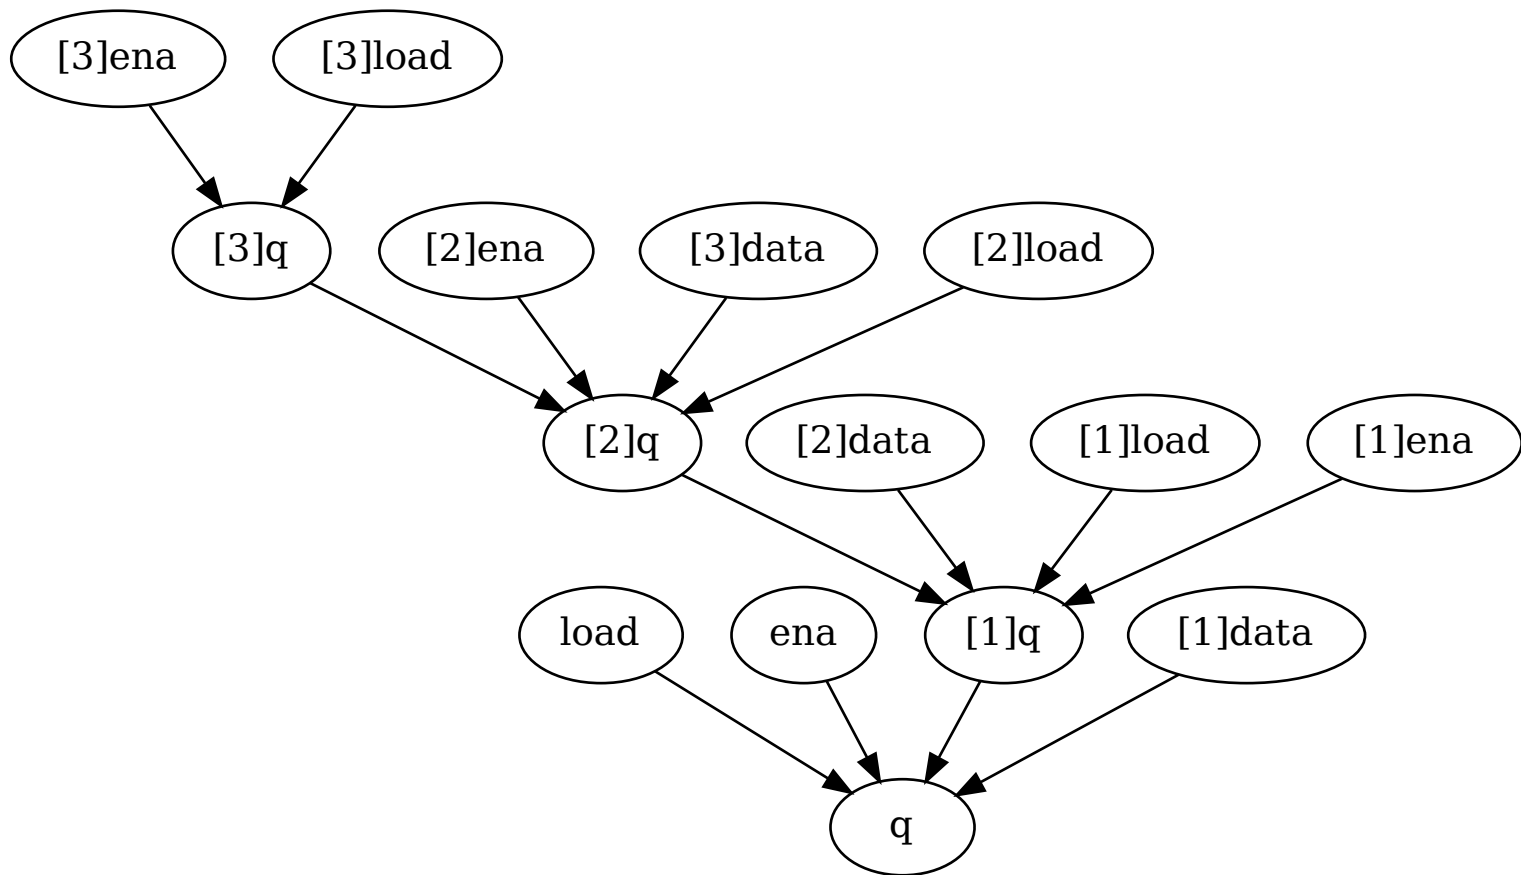 [3]ena [3]load
[3]q [2]ena [3]data [2]load
[2]q [2]data [1]load [1]ena
load ena [1]q [1]data
q